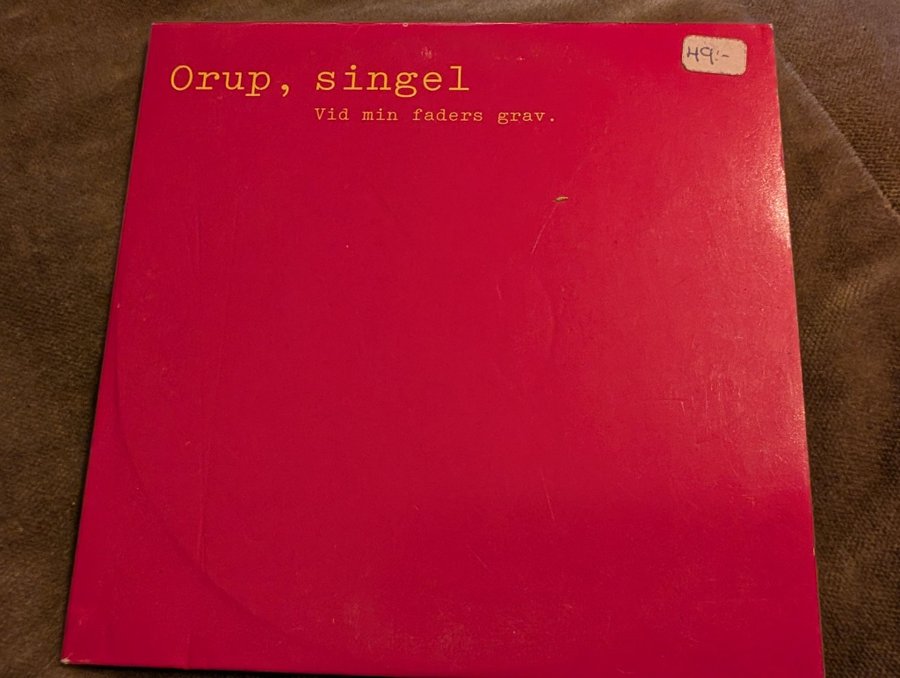 49:-
Orup, singel
Vid min faders grav.